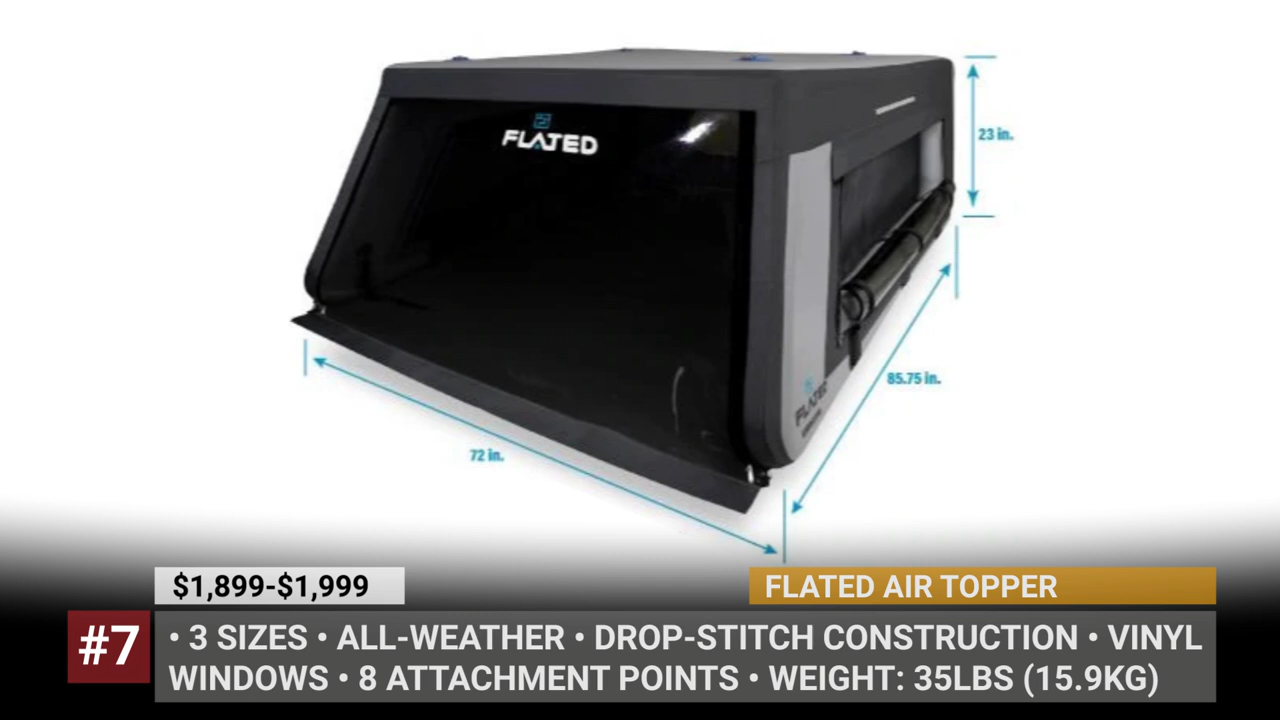 FLATED
23 in.
85.75 in.
FLATED
72 in.
$1,899-$1,999
FLATED AIR TOPPER
#7
• 3 SIZES • ALL-WEATHER • DROP-STITCH CONSTRUCTION • VINYL
WINDOWS • 8 ATTACHMENT POINTS • WEIGHT: 35LBS (15.9KG)